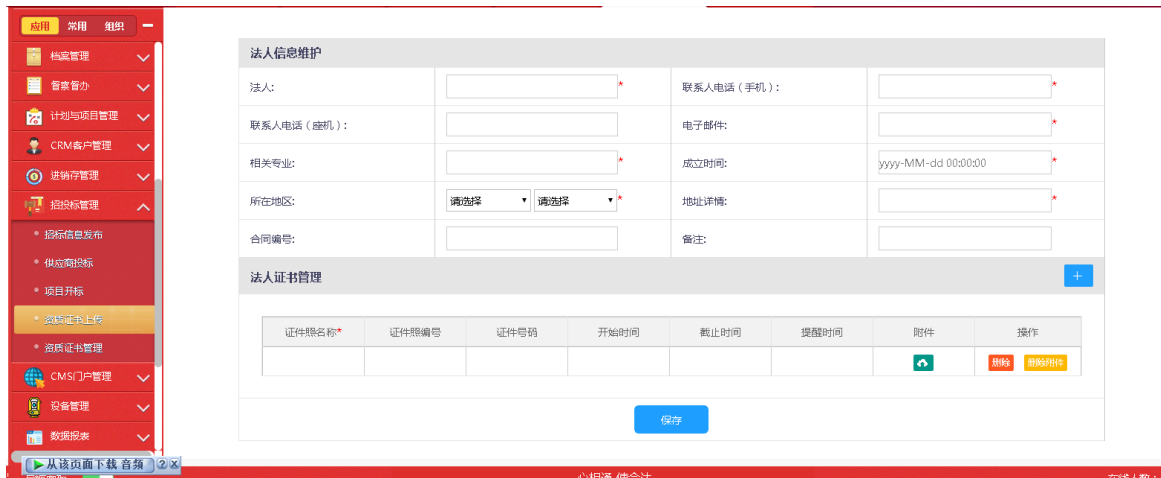 应用 常用 组织
档案管理
督察督办
计划与项目管理
CRM客户管理
进销存管理
招投标管理
招标信息发布
供应商投标
项目开标
资质证书上传
资质证书管理
CMS门户管理
设备管理
数据报表
从该页面下载 音频 ? x
法人信息维护
法人: * 联系人电话（手机）: *
联系人电话（座机）: 电子邮件: *
相关专业: * 成立时间: yyyy-MM-dd 00:00:00 *
所在地区: 请选择 请选择 * 地址详情: *
合同编号: 备注:
法人证书管理 +
证件照名称* 证件照编号 证件号码 开始时间 截止时间 提醒时间 附件 操作
删除 删除附件
保存
在线人数：